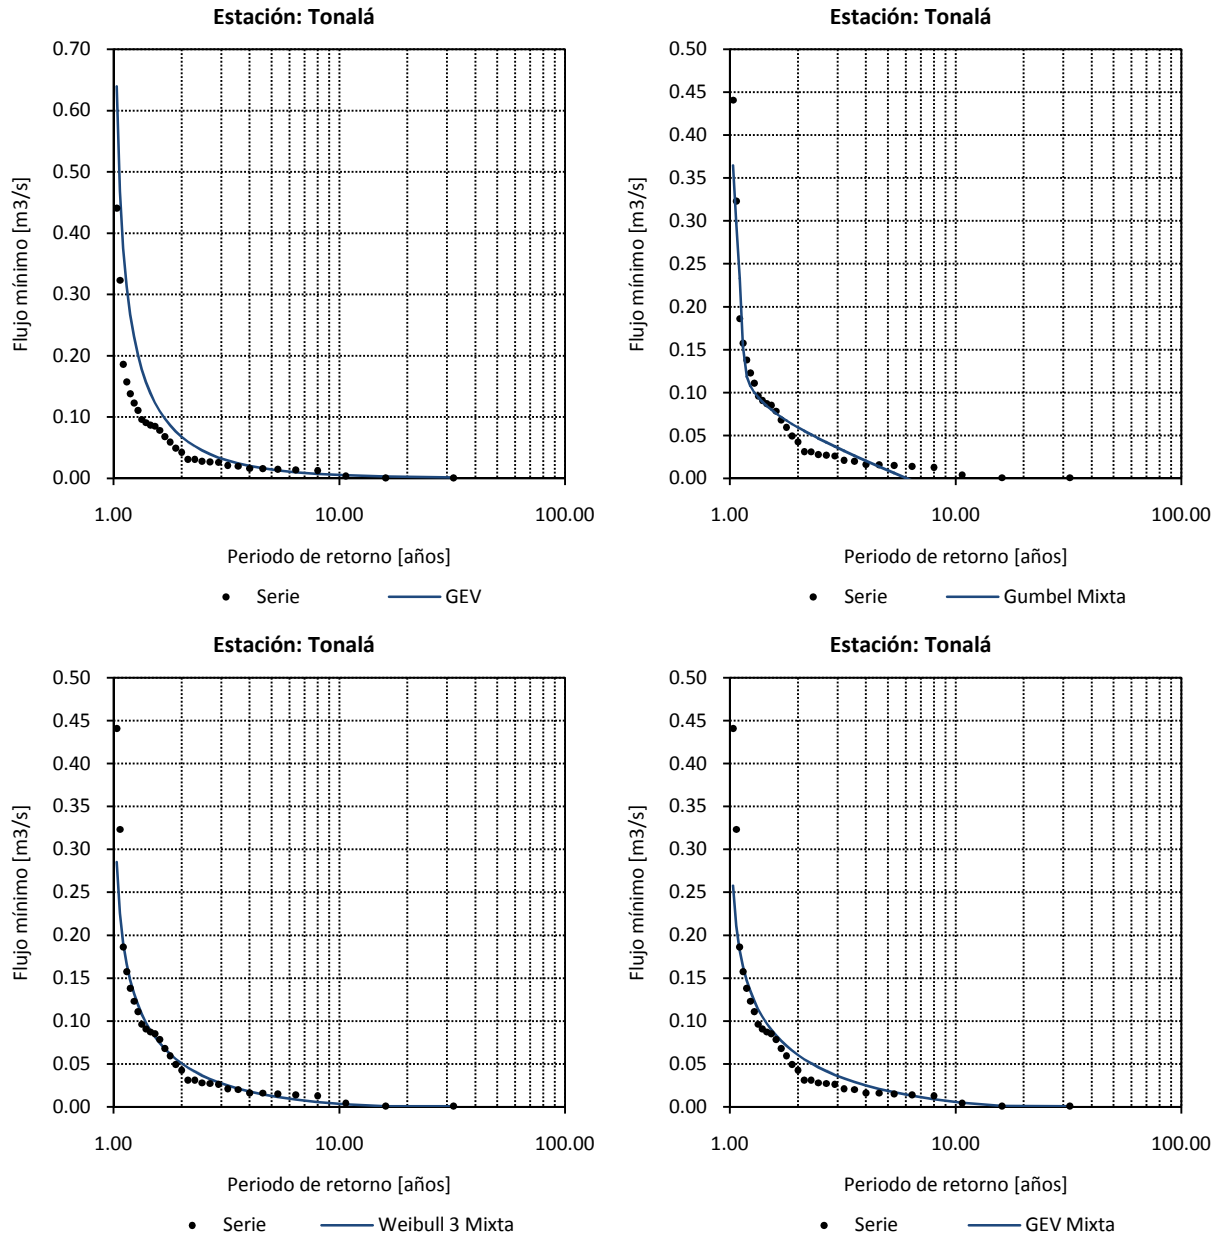 Estación: Tonalá
0.70
0.60
0.50
0.40
0.30
0.20
0.10
0.00
Flujo mínimo [m3/s]
1.00 10.00 100.00
Periodo de retorno [años]
Serie GEV
Estación: Tonalá
0.50
0.45
0.40
0.35
0.30
0.25
0.20
0.15
0.10
0.05
0.00
Flujo mínimo [m3/s]
1.00 10.00 100.00
Periodo de retorno [años]
Serie Gumbel Mixta
Estación: Tonalá
0.50
0.45
0.40
0.35
0.30
0.25
0.20
0.15
0.10
0.05
0.00
Flujo mínimo [m3/s]
1.00 10.00 100.00
Periodo de retorno [años]
Serie Weibull 3 Mixta
Estación: Tonalá
0.50
0.45
0.40
0.35
0.30
0.25
0.20
0.15
0.10
0.05
0.00
Flujo mínimo [m3/s]
1.00 10.00 100.00
Periodo de retorno [años]
Serie GEV Mixta